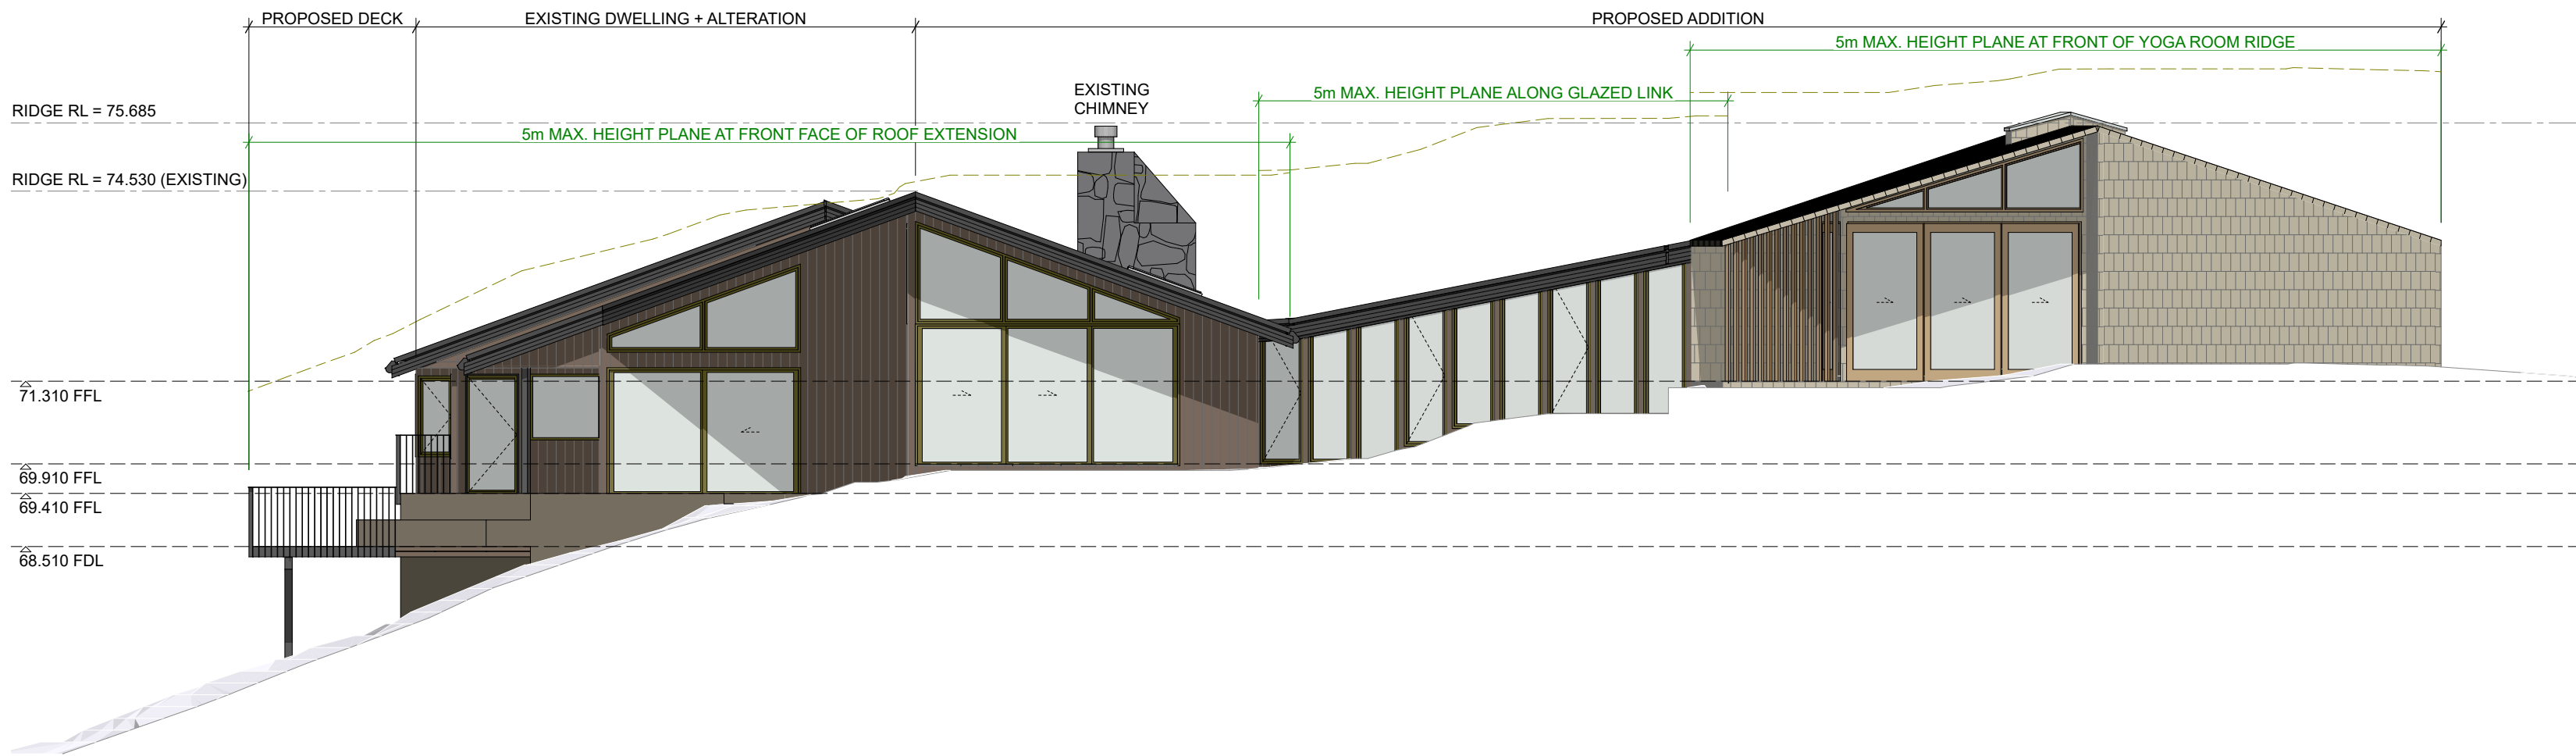 PROPOSED DECK
EXISTING DWELLING + ALTERATION
PROPOSED ADDITION
5m MAX. HEIGHT PLANE AT FRONT OF YOGA ROOM RIDGE
EXISTING
CHIMNEY
5m MAX. HEIGHT PLANE ALONG GLAZED LINK
RIDGE RL = 75.685
5m MAX. HEIGHT PLANE AT FRONT FACE OF ROOF EXTENSION
RIDGE RL = 74.530 (EXISTING)
71.310 FFL
69.910 FFL
69.410 FFL
68.510 FDL